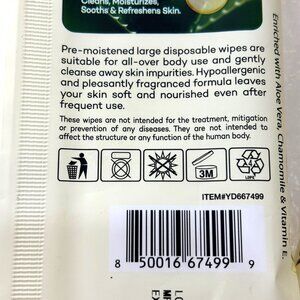 Cleans, Moisturizes,
Soothes & Refreshens Skin.
Pre-moistened large disposable wipes are
suitable for all-over body use and gently
cleanse away skin impurities. Hypoallergenic
and pleasantly fragranced formula leaves
your skin soft and nourished even after
frequent use.
These wipes are not intended for the treatment, mitigation
or prevention of any diseases. They are not intended to
affect the structure or any function of the human body.
Enriched with Aloe Vera, Chamomile & Vitamin E.
3M
ITEM#YD667499
8 50016 67499 9